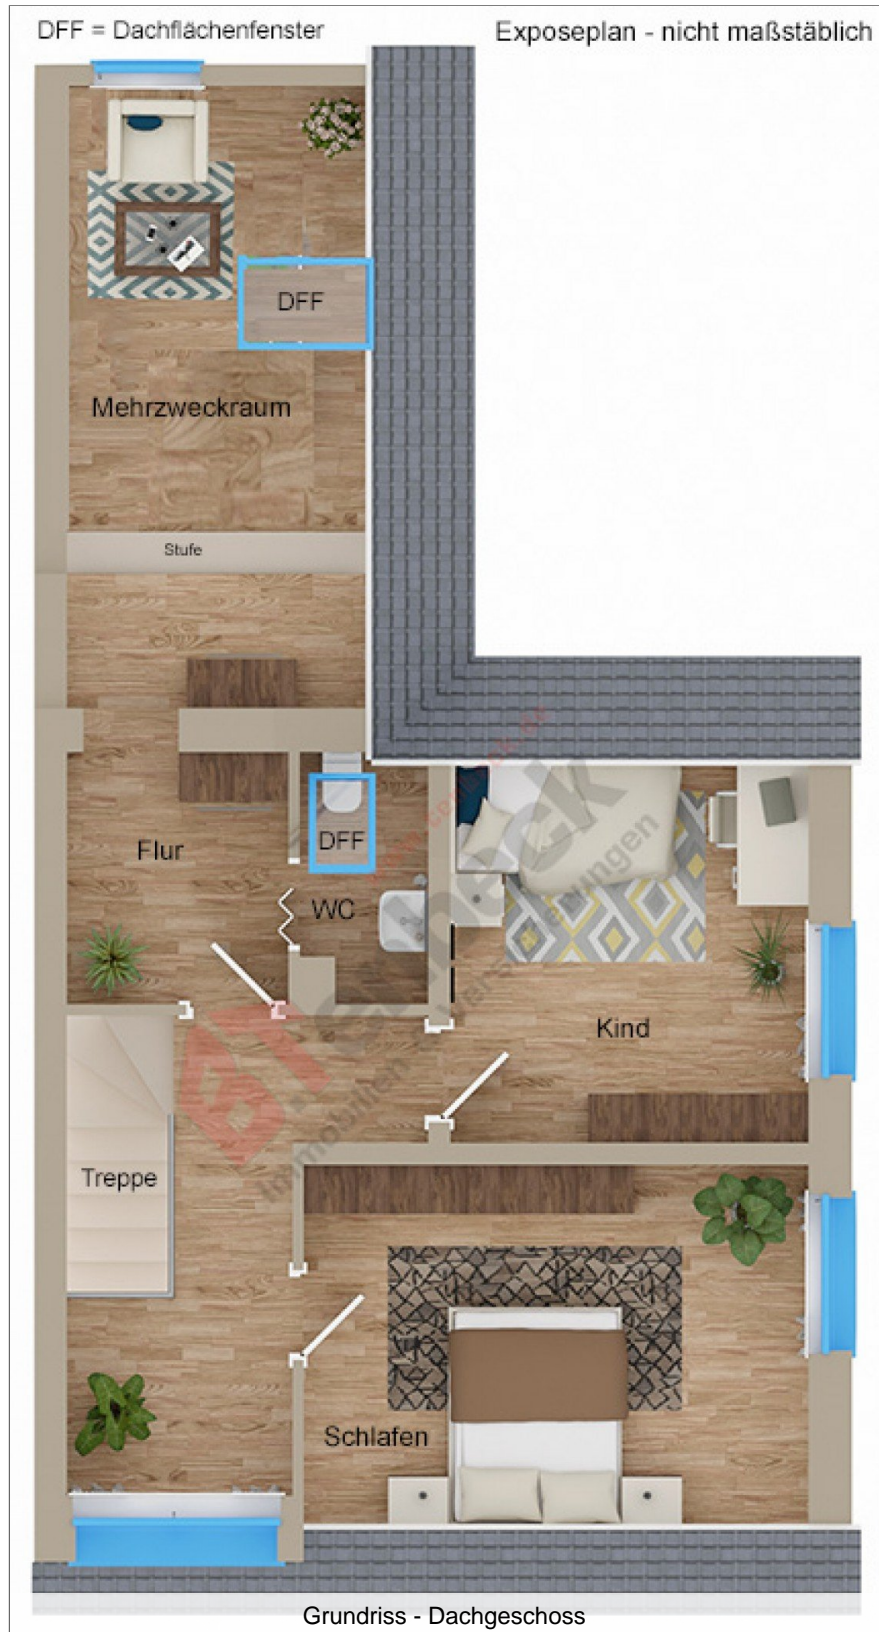 DFF = Dachflächenfenster
Exposeplan - nicht maßstäblich
DFF
Mehrzweckraum
Stufe
Flur
DFF
WC
Kind
Treppe
Schlafen
Grundriss - Dachgeschoss